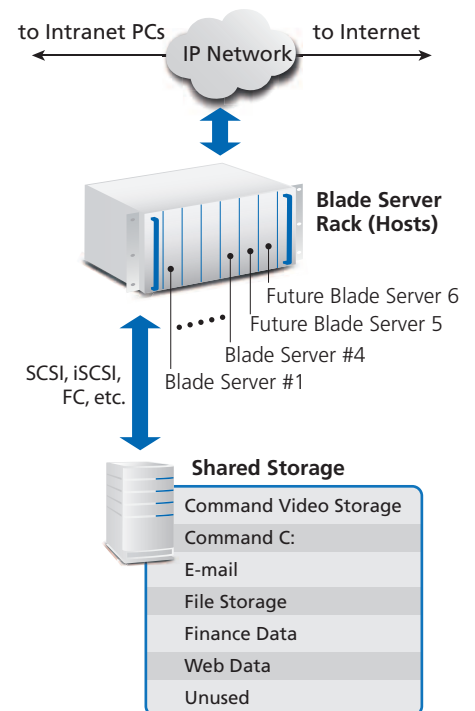 to Intranet PCs
to Internet
IP Network
Blade Server
Rack (Hosts)
Future Blade Server 6
Future Blade Server 5
Blade Server #4
Blade Server #1
SCSI, iSCSI,
FC, etc.
Shared Storage
Command Video Storage
Command C:
E-mail
File Storage
Finance Data
Web Data
Unused